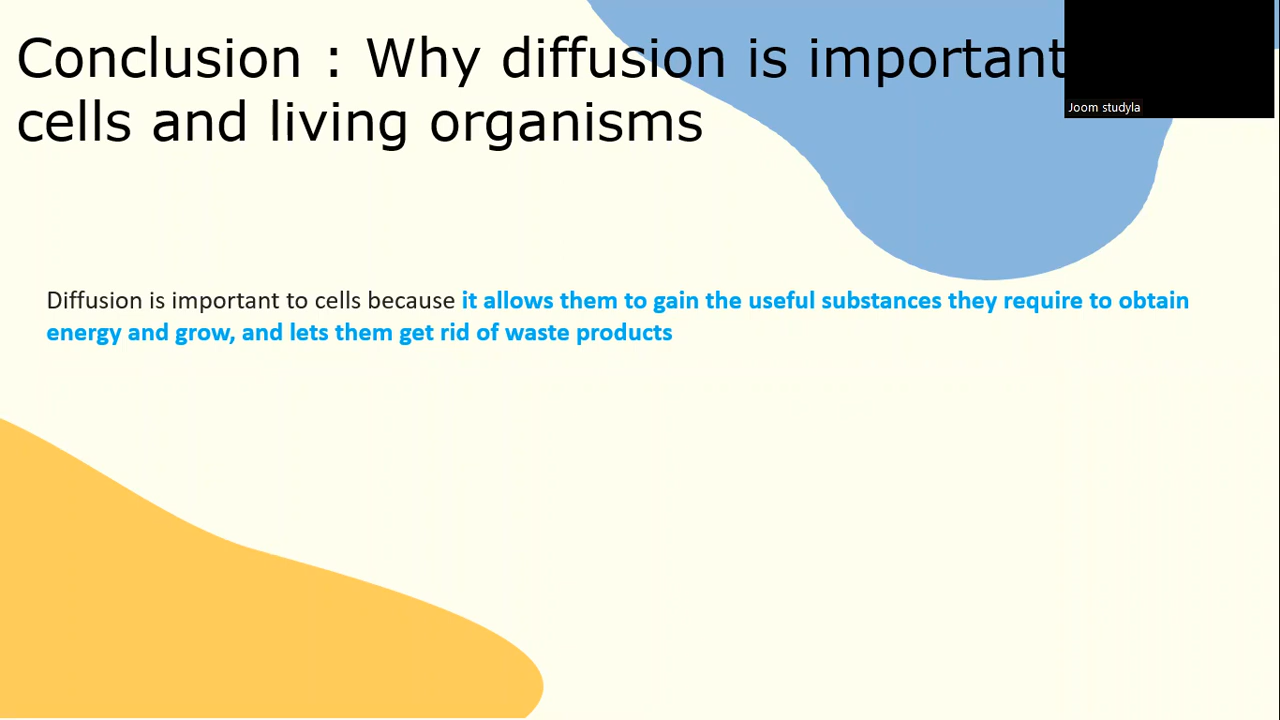 Conclusion : Why diffusion is important
Joom studyla
cells and living organisms
Diffusion is important to cells because it allows them to gain the useful substances they require to obtain
energy and grow, and lets them get rid of waste products